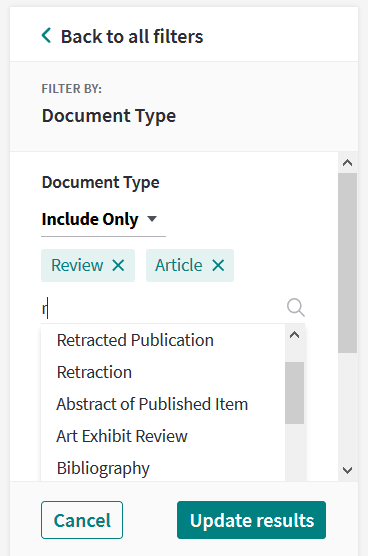 Back to all filters
FILTER BY:
Document Type
Document Type
Include Only
Review Article
r
Retracted Publication
Retraction
Abstract of Published Item
Art Exhibit Review
Bibliography
Cancel Update results